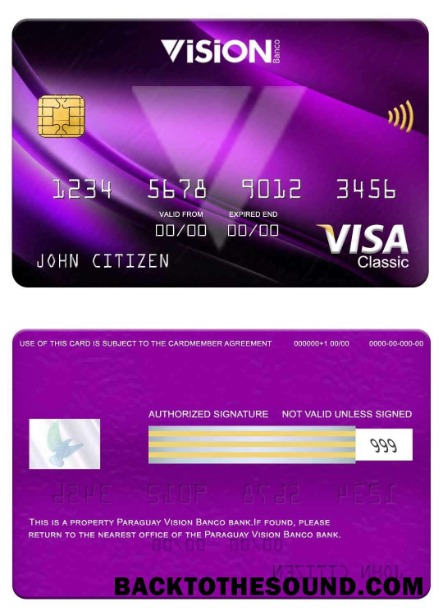 VISION Banco
1234 5678 9012 3456
VALID FROM EXPIRED END
00/00 00/00
JOHN CITIZEN
VISA
Classic
USE OF THIS CARD IS SUBJECT TO THE CARDMEMBER AGREEMENT 000000+1 00/00 0000-00-000-00
AUTHORIZED SIGNATURE NOT VALID UNLESS SIGNED
999
THIS IS A PROPERTY PARAGUAY VISION BANCO BANK.IF FOUND, PLEASE
RETURN TO THE NEAREST OFFICE OF THE PARAGUAY VISION BANCO BANK.
BACKTOTHESOUND.COM